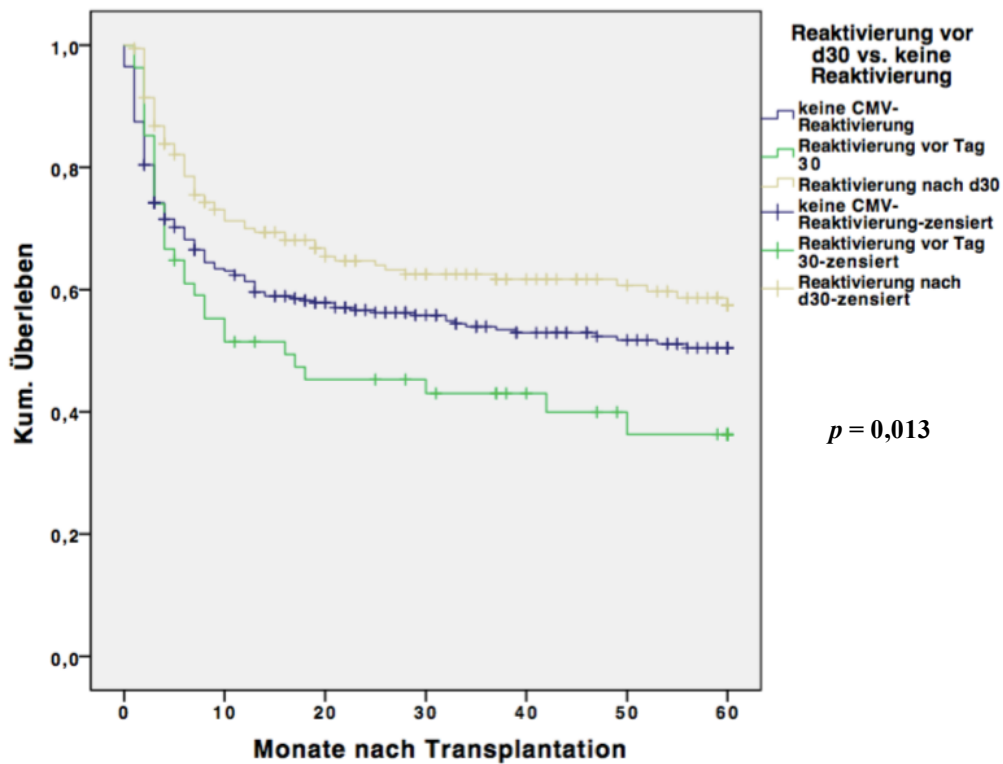 Reaktivierung vor
d30 vs. keine
Reaktivierung
keine CMV-
Reaktivierung
Reaktivierung vor Tag
30
Reaktivierung nach d30
keine CMV-
Reaktivierung-zensiert
Reaktivierung vor Tag
30-zensiert
Reaktivierung nach
d30-zensiert
p = 0,013
Kum. Überleben
1,0
0,8
0,6
0,4
0,2
0,0
0 10 20 30 40 50 60
Monate nach Transplantation